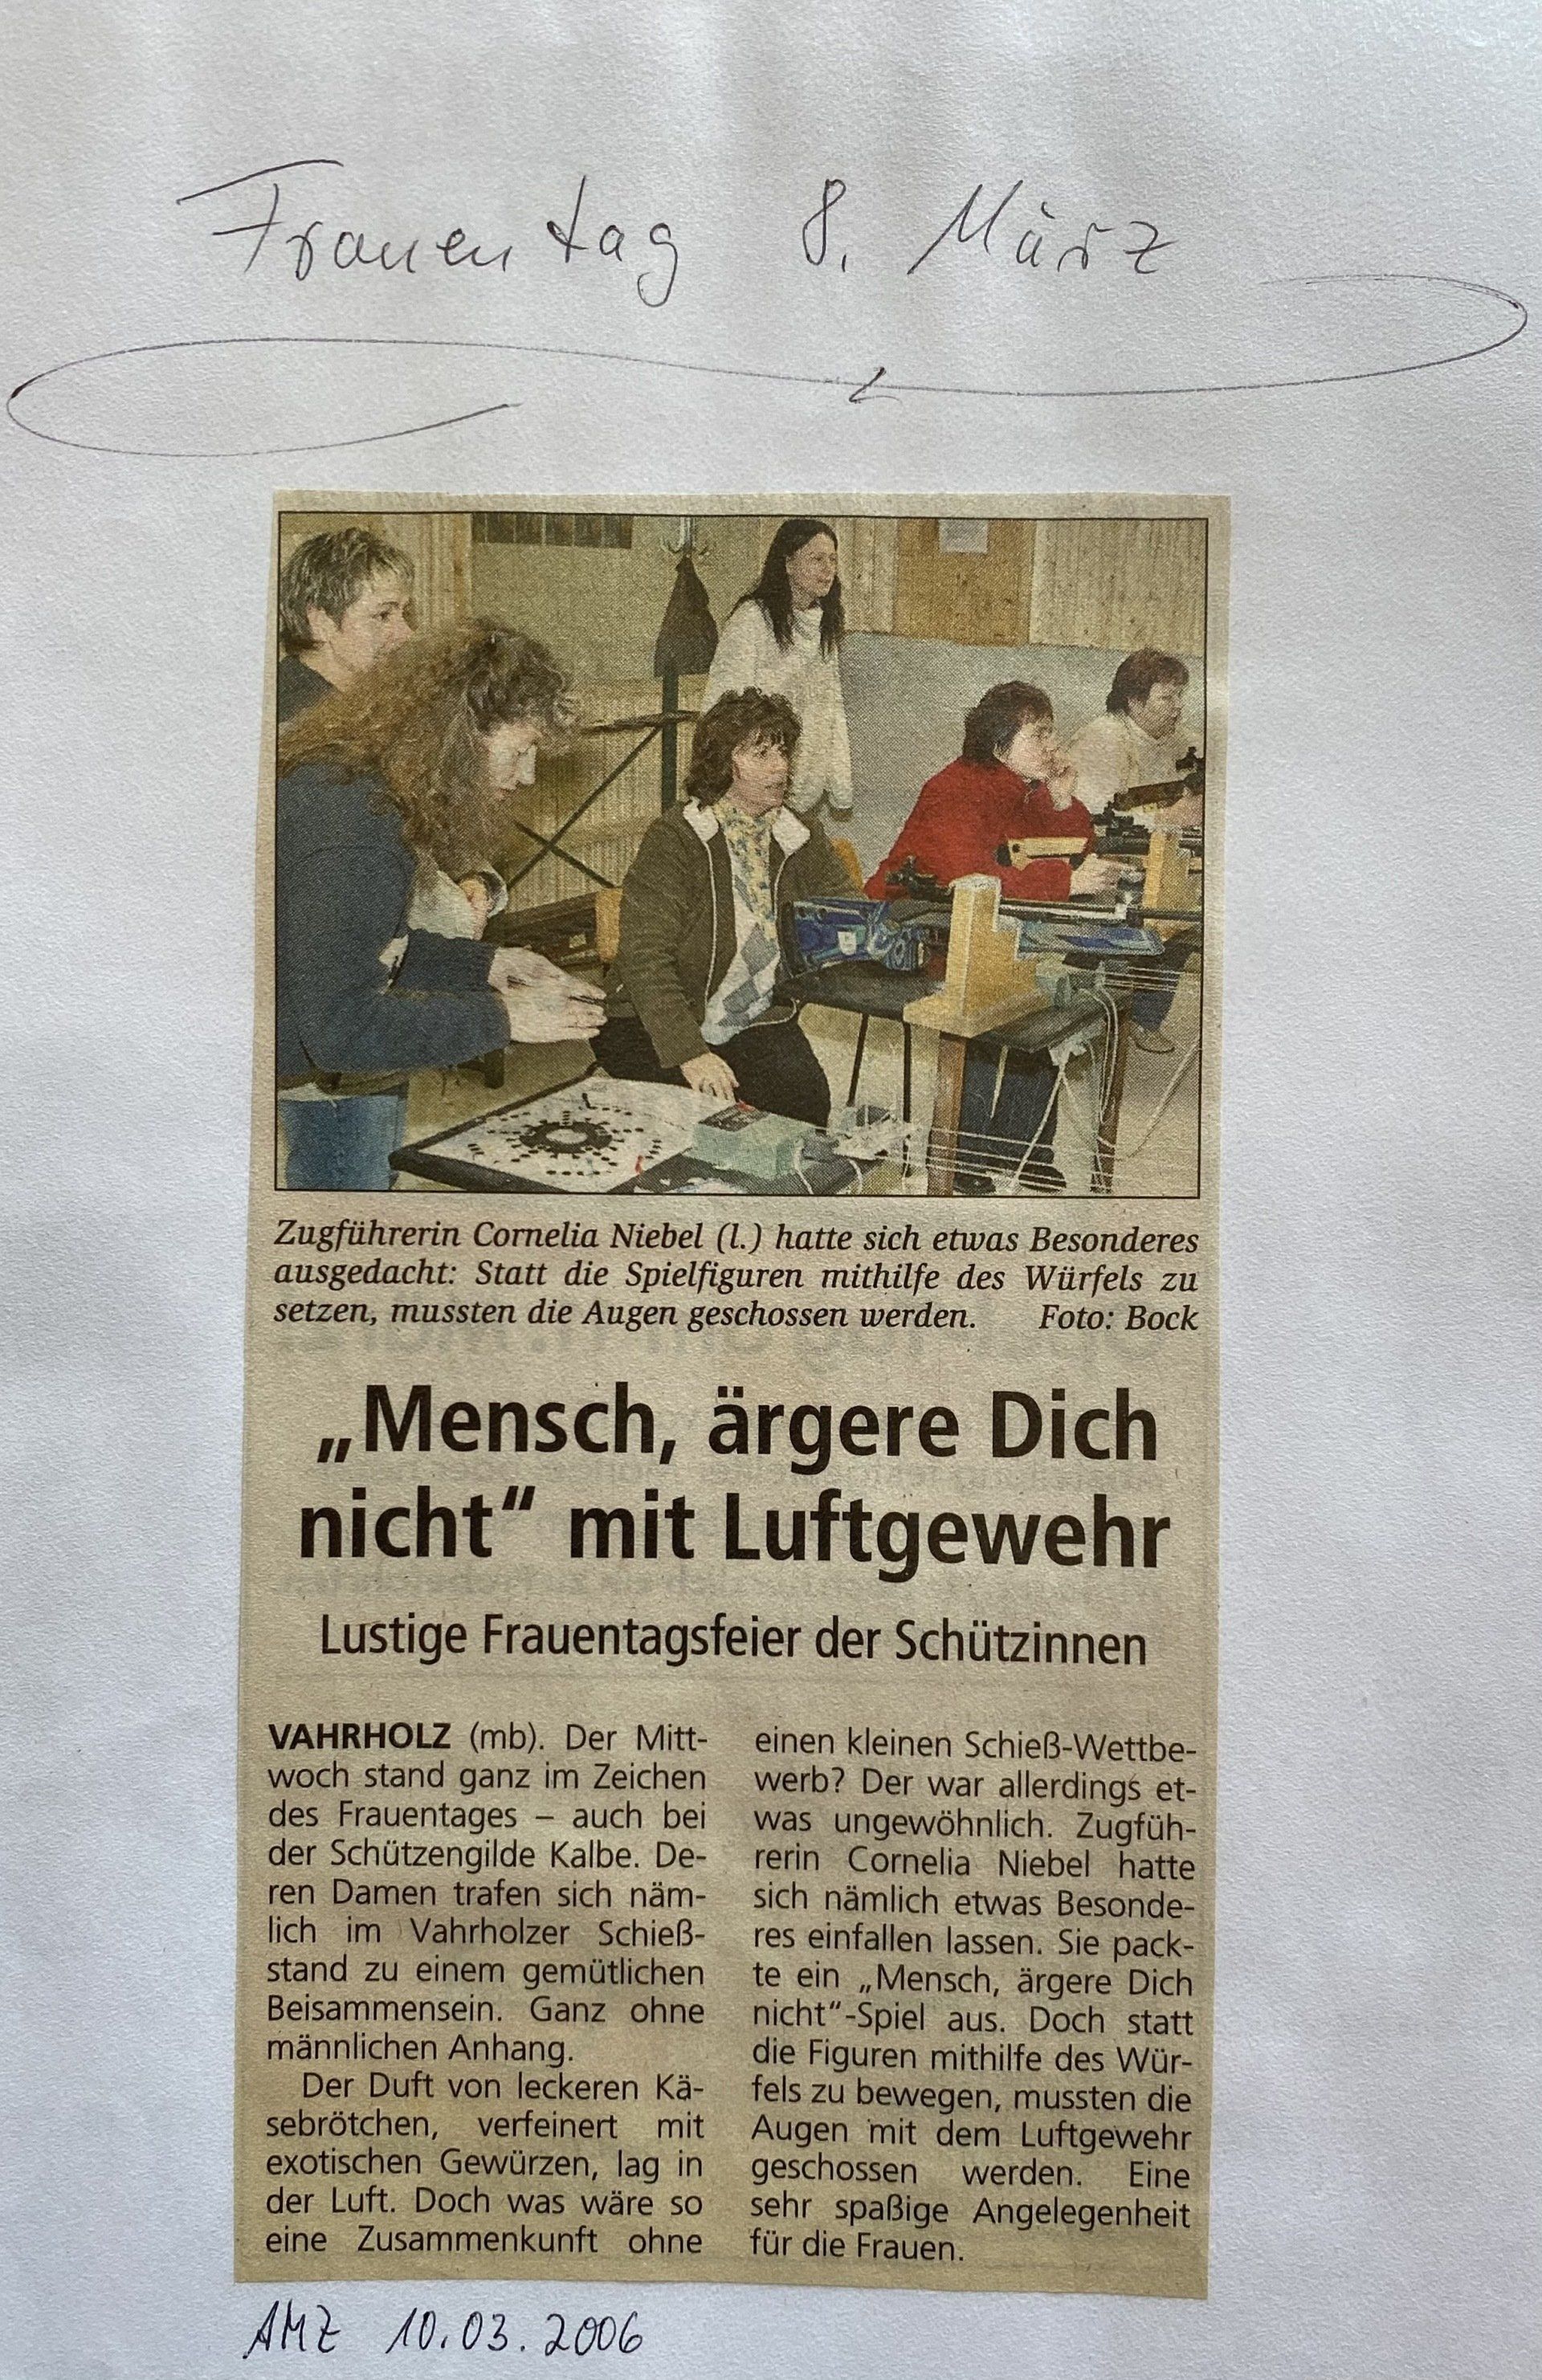 Frauentag 8. März
Zugführerin Cornelia Niebel (l.) hatte sich etwas Besonderes
ausgedacht: Statt die Spielfiguren mithilfe des Würfels zu
setzen, mussten die Augen geschossen werden. Foto: Bock
„Mensch, ärgere Dich
nicht“ mit Luftgewehr
Lustige Frauentagsfeier der Schützinnen
VAHRHOLZ (mb). Der Mitt-
woch stand ganz im Zeichen
des Frauentages – auch bei
der Schützengilde Kalbe. De-
ren Damen trafen sich näm-
lich im Vahrholzer Schieß-
stand zu einem gemütlichen
Beisammensein. Ganz ohne
männlichen Anhang.
Der Duft von leckeren Kä-
sebrötchen, verfeinert mit
exotischen Gewürzen, lag in
der Luft. Doch was wäre so
eine Zusammenkunft ohne
einen kleinen Schieß-Wettbe-
werb? Der war allerdings et-
was ungewöhnlich. Zugfüh-
rerin Cornelia Niebel hatte
sich nämlich etwas Besonde-
res einfallen lassen. Sie pack-
te ein „Mensch, ärgere Dich
nicht“-Spiel aus. Doch statt
die Figuren mithilfe des Wür-
fels zu bewegen, mussten die
Augen mit dem Luftgewehr
geschossen werden. Eine
sehr spaßige Angelegenheit
für die Frauen.
AMZ 10.03.2006